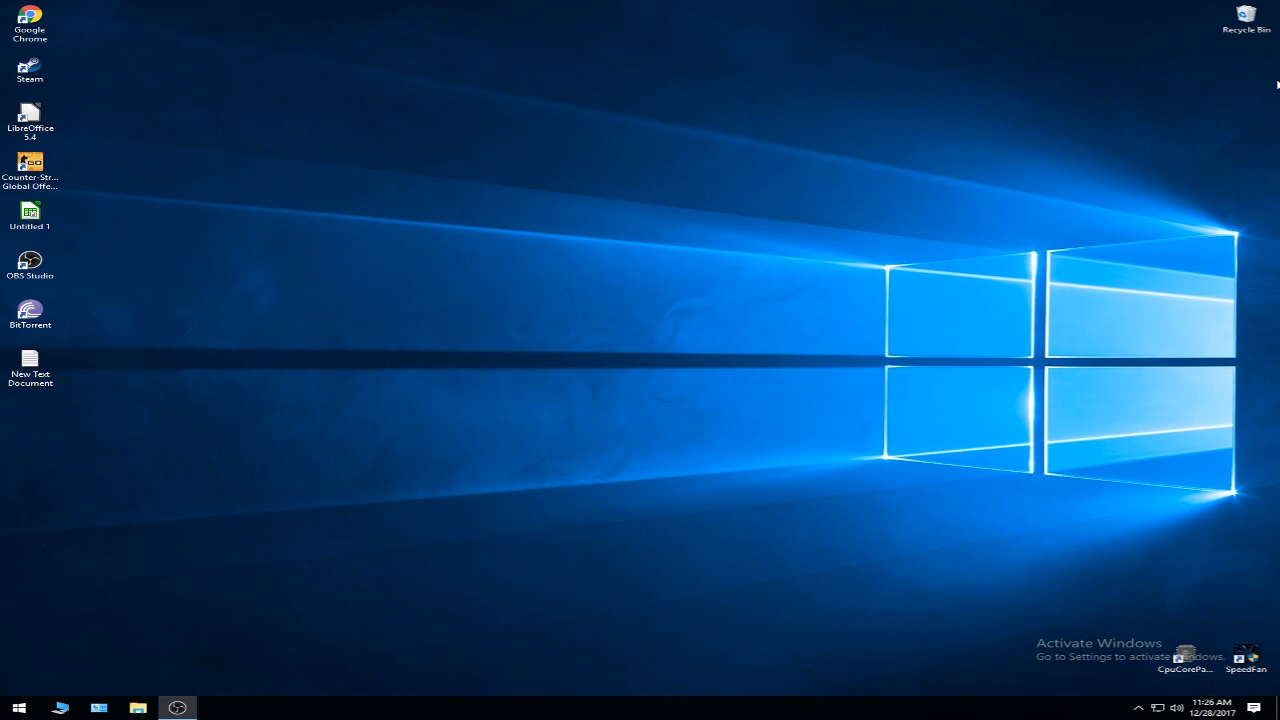 Google
Chrome
Steam
LibreOffice
5.4
Counter-Str...
Global Offe...
Untitled 1
OBS Studio
BitTorrent
New Text
Document
Recycle Bin
Activate Windows
Go to Settings to activate Windows.
CpuCorePa...
SpeedFan
11:26 AM
12/28/2017